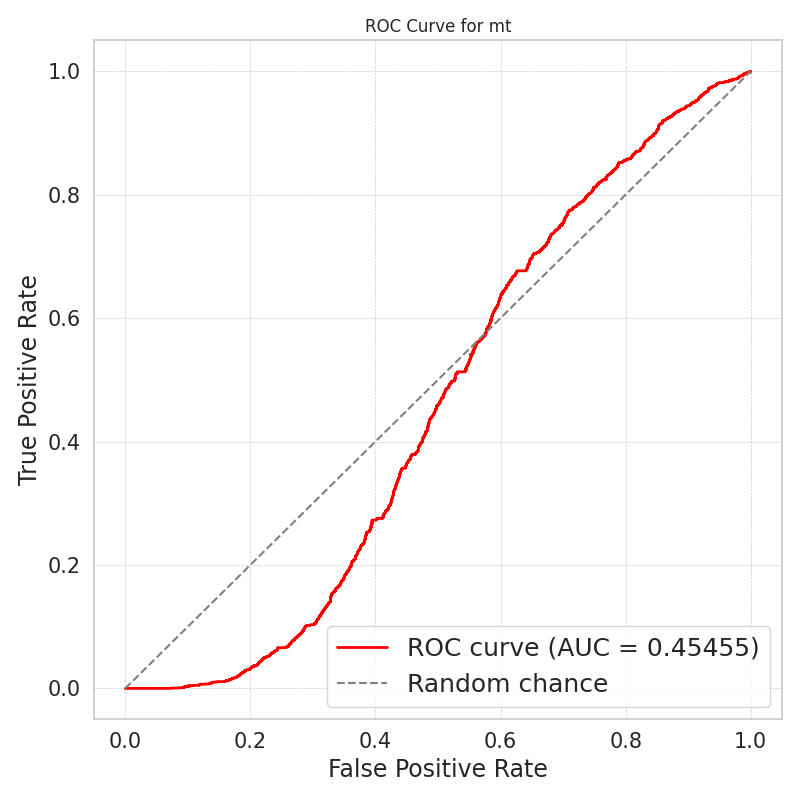 ROC Curve for mt
True Positive Rate
1.0
0.8
0.6
0.4
0.2
0.0
ROC curve (AUC = 0.45455)
Random chance
0.0 0.2 0.4 0.6 0.8 1.0
False Positive Rate